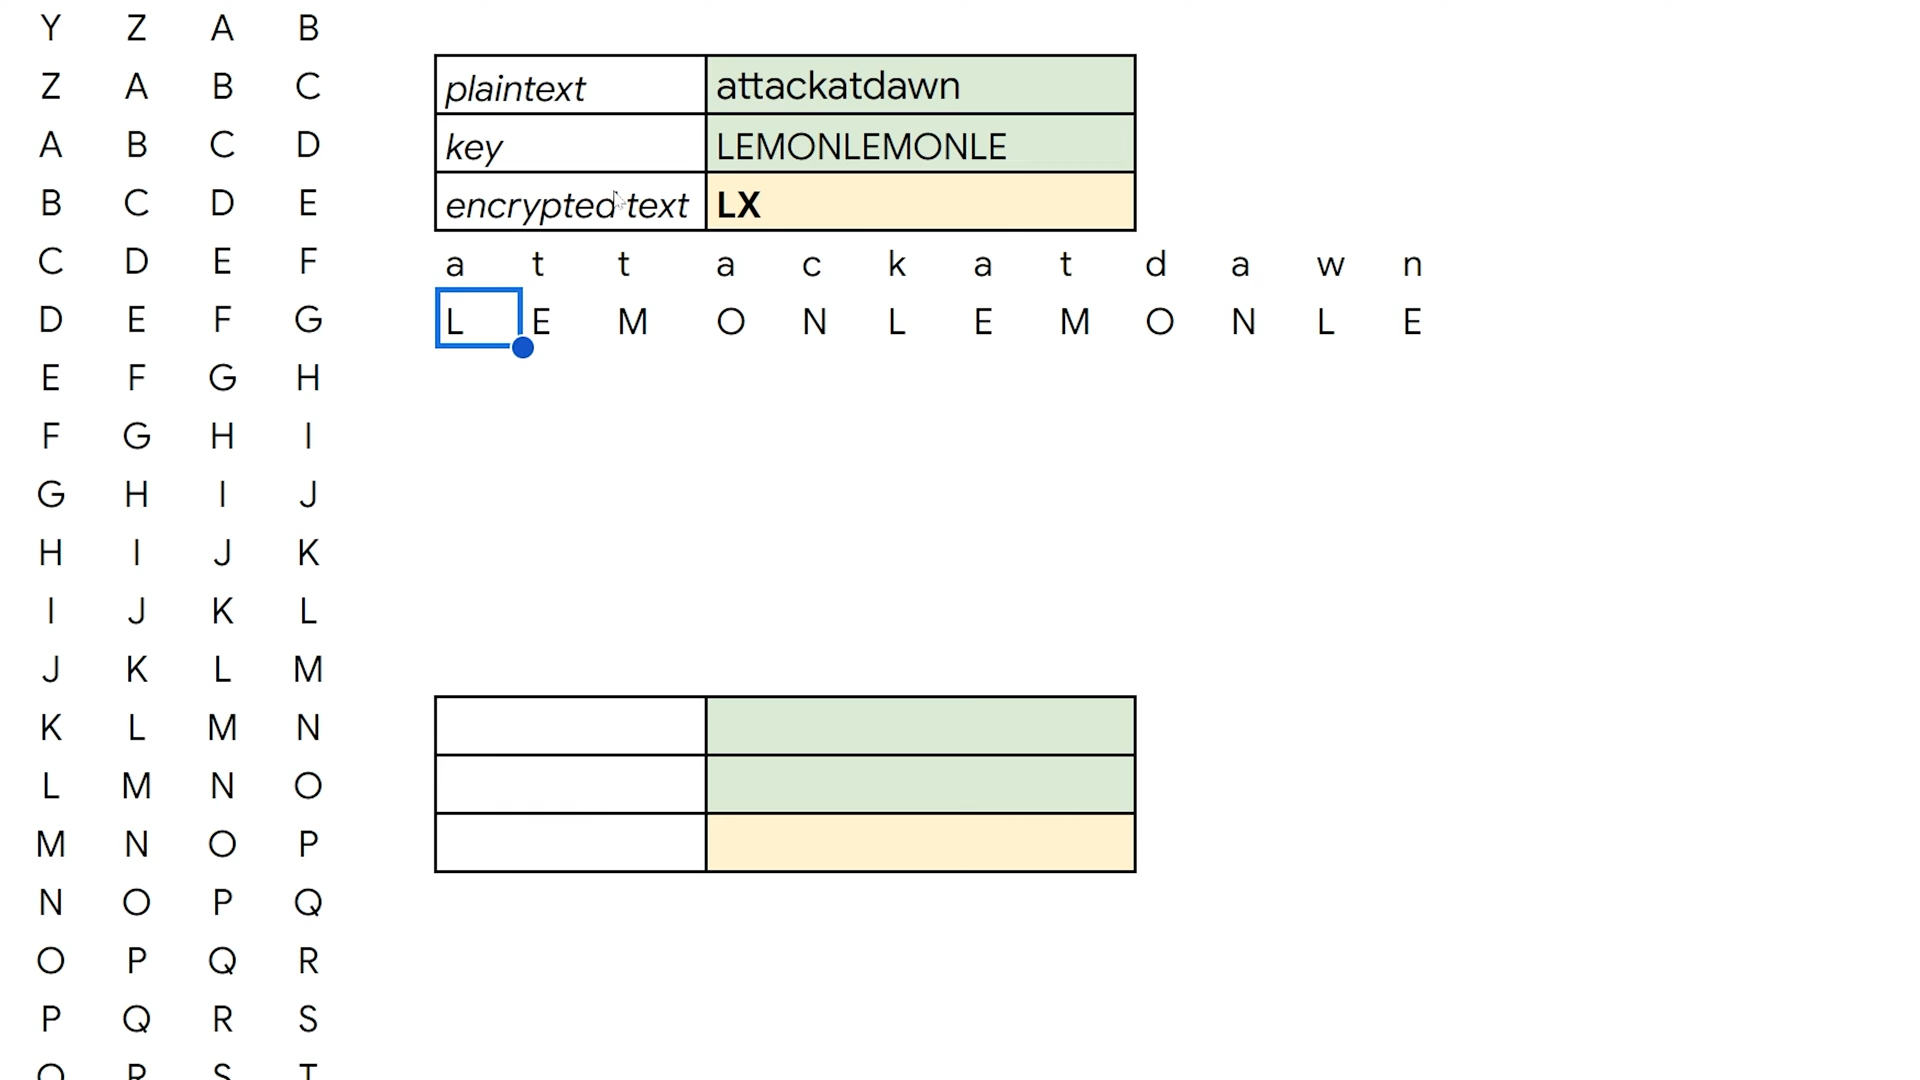 Y Z A B
Z A B C
A B C D
B C D E
C D E F
D E F G
E F G H
F G H I
G H I J
H I J K
I J K L
J K L M
K L M N
L M N O
M N O P
N O P Q
O P Q R
P Q R S
Q R S T
plaintext attackatdawn
key LEMONLEMONLE
encrypted text LX
a t t a c k a t d a w n
L E M O N L E M O N L E